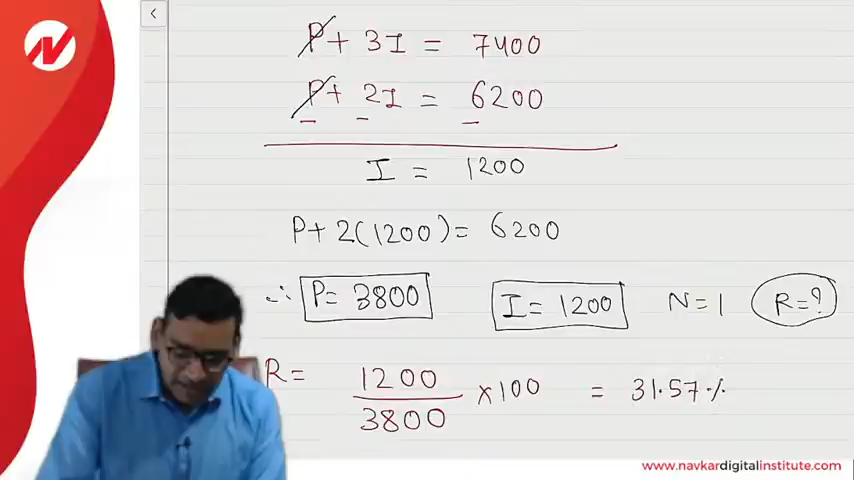 P + 3I = 7400
P + 2I = 6200
I = 1200
P + 2(1200) = 6200
∴ P = 3800 I = 1200 N = 1 R = ?
R = 1200/3800 × 100 = 31.57 %
www.navkardigitalinstitute.com